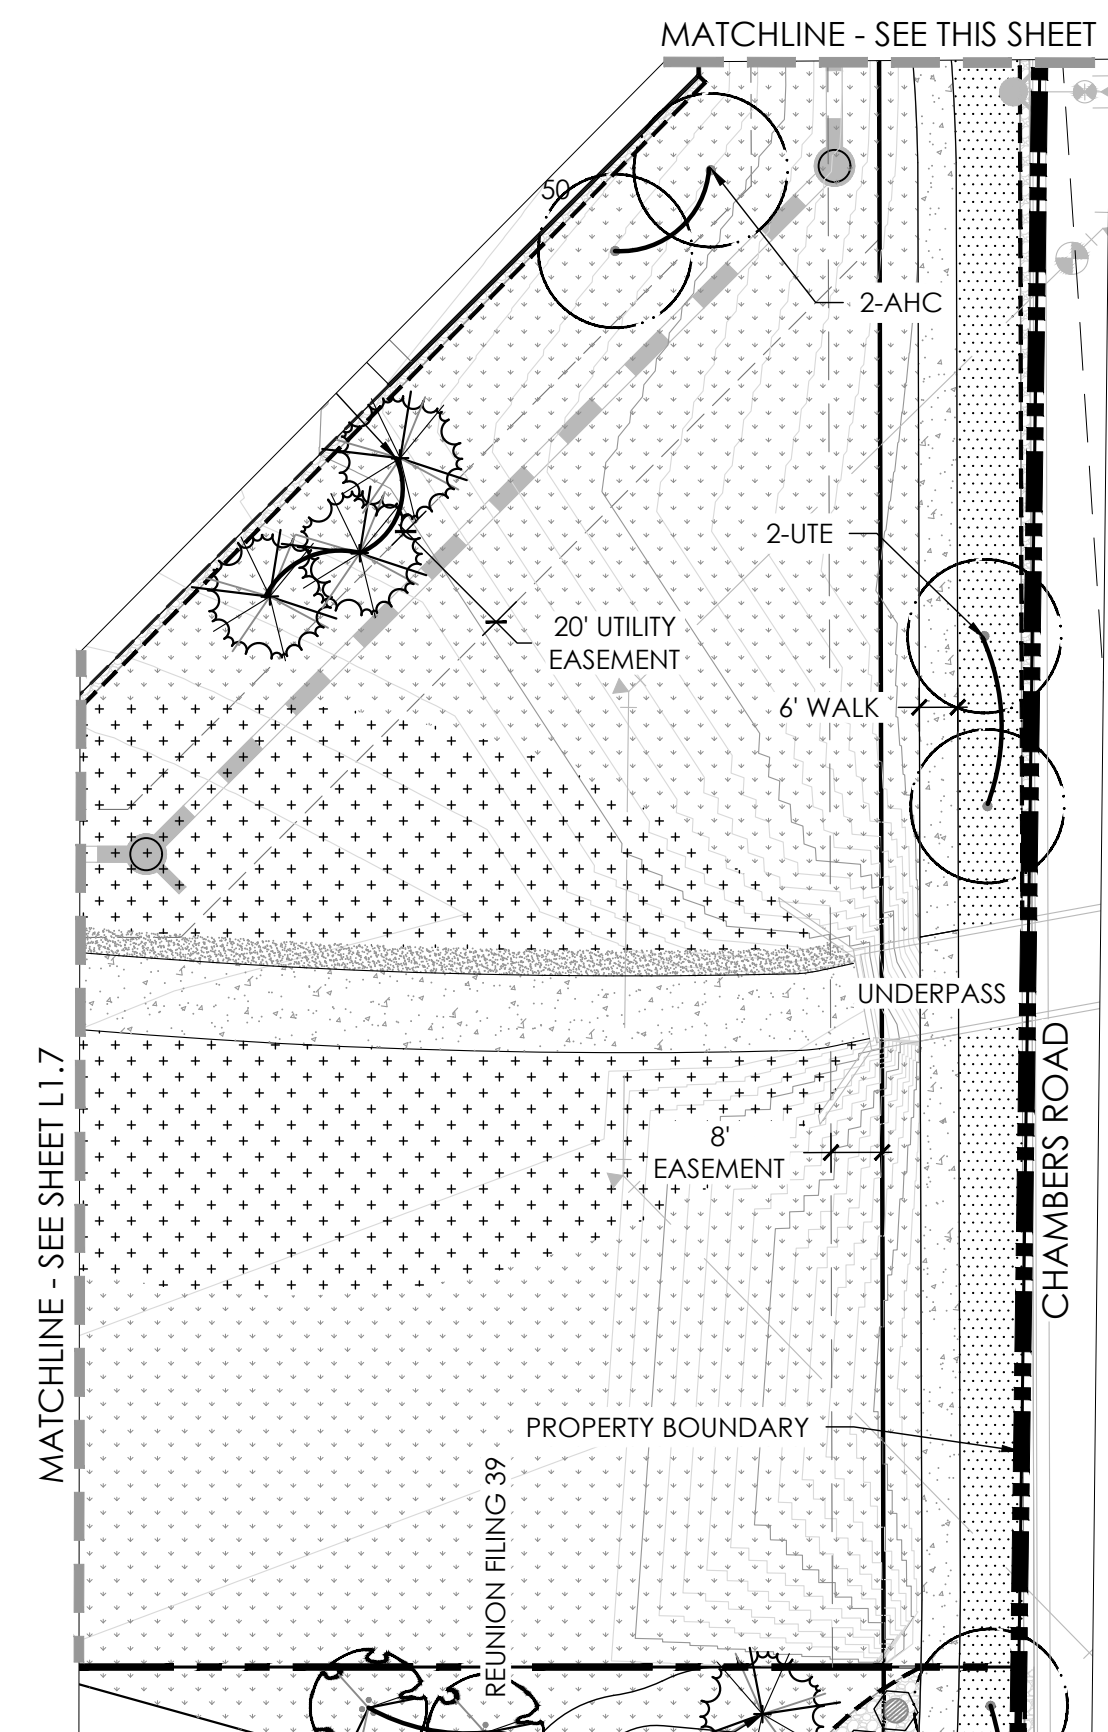 MATCHLINE - SEE THIS SHEET
50
2-AHC
2-UTE
20' UTILITY
EASEMENT
6' WALK
UNDERPASS
CHAMBERS ROAD
MATCHLINE - SEE SHEET L1.7
8'
EASEMENT
PROPERTY BOUNDARY
REUNION FILING 39